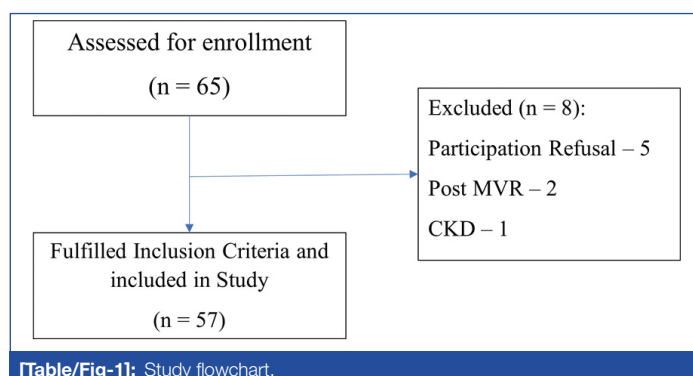 Assessed for enrollment
(n = 65)
Excluded (n = 8):
Participation Refusal – 5
Post MVR – 2
CKD – 1
Fulfilled Inclusion Criteria and
included in Study
(n = 57)
[Table/Fig-1]: Study flowchart.